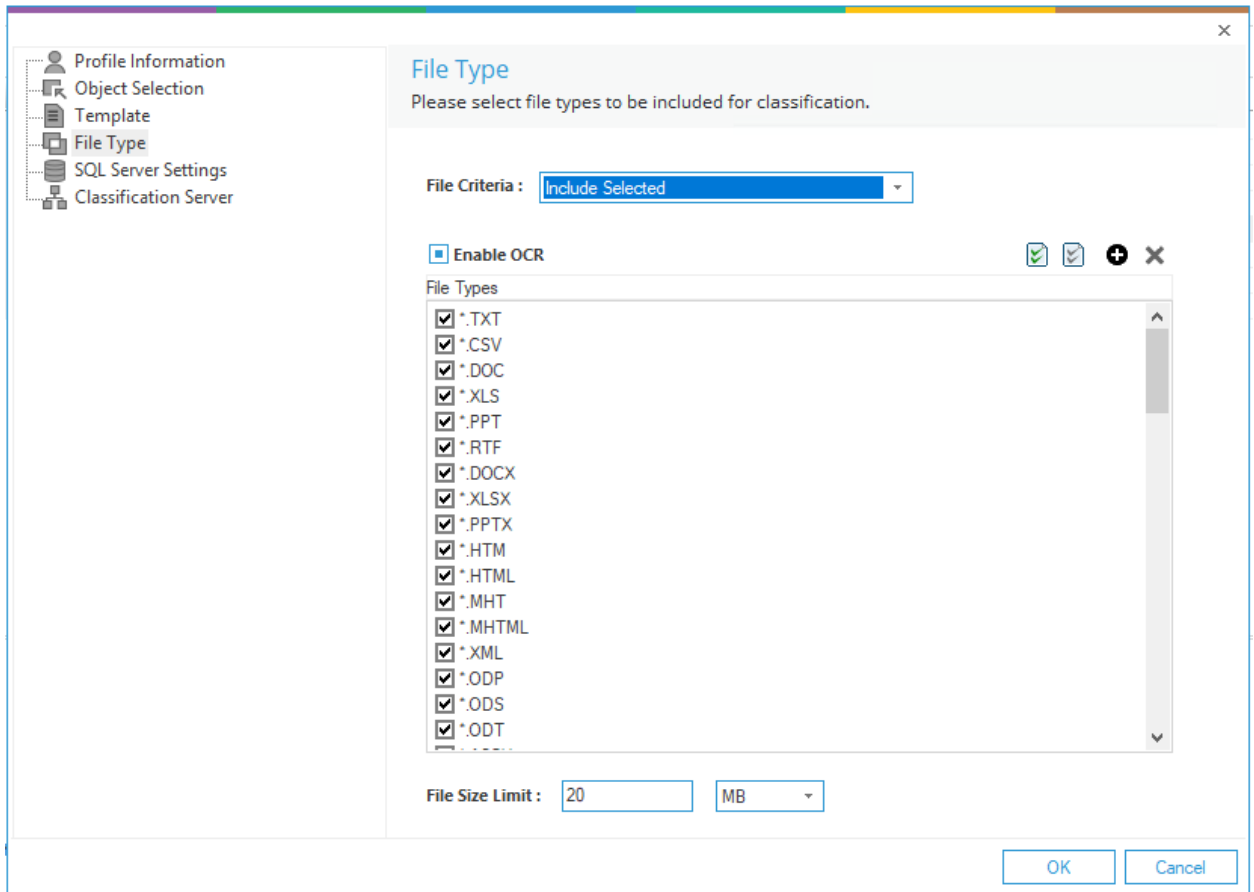 Profile Information
Object Selection
Template
File Type
SQL Server Settings
Classification Server
File Type
Please select file types to be included for classification.
File Criteria : Include Selected
Enable OCR
File Types
*.TXT
*.CSV
*.DOC
*.XLS
*.PPT
*.RTF
*.DOCX
*.XLSX
*.PPTX
*.HTM
*.HTML
*.MHT
*.MHTML
*.XML
*.ODP
*.ODS
*.ODT
File Size Limit : 20 MB
OK Cancel